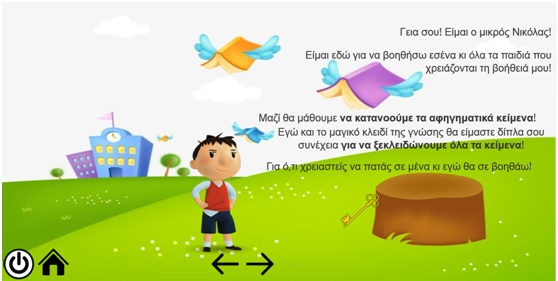 Γεια σου! Είμαι ο μικρός Νικόλας!
Είμαι εδώ για να βοηθήσω εσένα κι όλα τα παιδιά που
χρειάζονται τη βοήθειά μου!
Μαζί θα μάθουμε να κατανοούμε τα αφηγηματικά κείμενα!
Εγώ και το μαγικό κλειδί της γνώσης θα είμαστε δίπλα σου
συνέχεια για να ξεκλειδώνουμε όλα τα κείμενα!
Για ό,τι χρειαστείς να πατάς σε μένα κι εγώ θα σε βοηθάω!